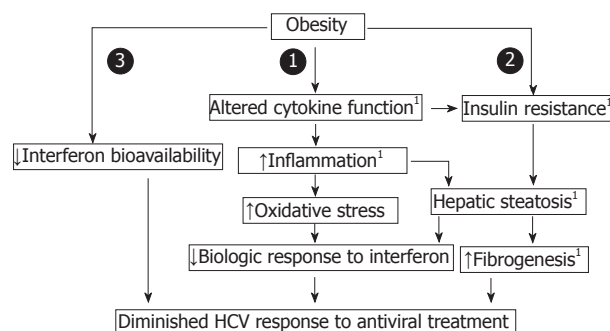 Obesity
3
1
2
Altered cytokine function¹
Insulin resistance¹
↓Interferon bioavailability
↑Inflammation¹
Hepatic steatosis¹
↑Oxidative stress
↓Biologic response to interferon
↑Fibrogenesis¹
Diminished HCV response to antiviral treatment